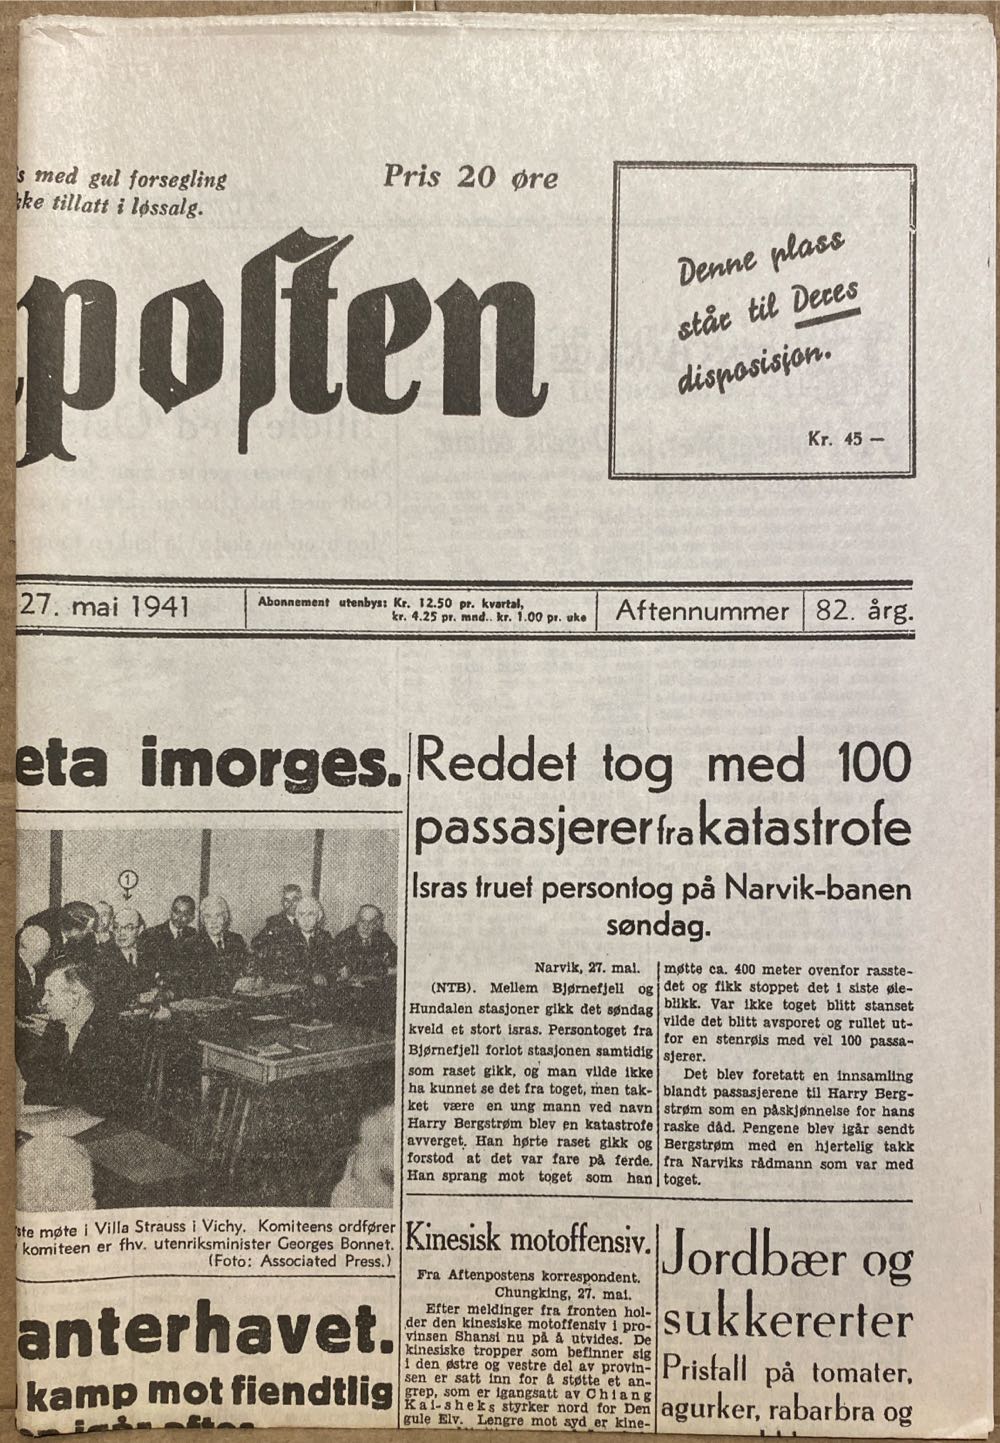 med gul forsegling
tillatt i løssalg.
Pris 20 øre
posten
Denne plass
står til Deres
disposisjon.
Kr. 45 —
27. mai 1941
Abonnement utenbys: Kr. 12.50 pr. kvartal,
kr. 4.25 pr. mnd.. kr. 1.00 pr. uke
Aftennummer
82. årg.
eta imorges.
Reddet tog med 100
passasjerer fra katastrofe
Isras truet persontog på Narvik-banen
søndag.
Narvik, 27. mai.
(NTB). Mellem Bjørnefjell og
Hundalen stasjoner gikk det søndag
kveld et stort isras. Persontoget fra
Bjørnefjell forlot stasjonen samtidig
som raset gikk, og man vilde ikke
ha kunnet se det fra toget, men tak-
ket være en ung mann ved navn
Harry Bergstrøm blev en katastrofe
avverget. Han hørte raset gikk og
forstod at det var fare på ferde.
Han sprang mot toget som han
møtte ca. 400 meter ovenfor rasste-
det og fikk stoppet det i siste øie-
blikk. Var ikke toget blitt stanset
vilde det blitt avsporet og rullet ut-
for en stenrøis med vel 100 passa-
sjerer.
Det blev foretatt en innsamling
blandt passasjerene til Harry Berg-
strøm som en påskjønnelse for hans
raske dåd. Pengene blev igår sendt
Bergstrøm med en hjertelig takk
fra Narviks rådmann som var med
toget.
1
ste møte i Villa Strauss i Vichy. Komiteens ordfører
komiteen er fhv. utenriksminister Georges Bonnet.
(Foto: Associated Press.)
anterhavet.
kamp mot fiendtlig
Kinesisk motoffensiv.
Fra Aftenpostens korrespondent.
Chungking, 27. mai.
Efter meldinger fra fronten hol-
der den kinesiske motoffensiv i pro-
vinsen Shansi nu på å utvides. De
kinesiske tropper som befinner sig
i den østre og vestre del av provin-
sen er satt inn for å støtte et an-
grep, som er igangsatt av Chiang
Kai-sheks styrker nord for Den
gule Elv. Lengre mot syd er kine-
Jordbær og
sukkererter
Prisfall på tomater,
agurker, rabarbra og